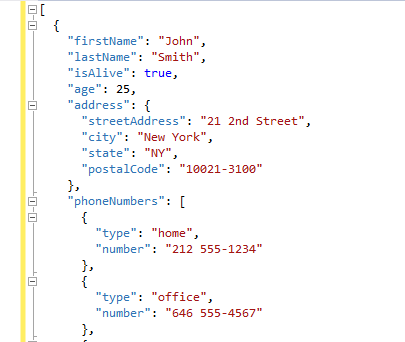 [
  {
    "firstName": "John",
    "lastName": "Smith",
    "isAlive": true,
    "age": 25,
    "address": {
      "streetAddress": "21 2nd Street",
      "city": "New York",
      "state": "NY",
      "postalCode": "10021-3100"
    },
    "phoneNumbers": [
      {
        "type": "home",
        "number": "212 555-1234"
      },
      {
        "type": "office",
        "number": "646 555-4567"
      },